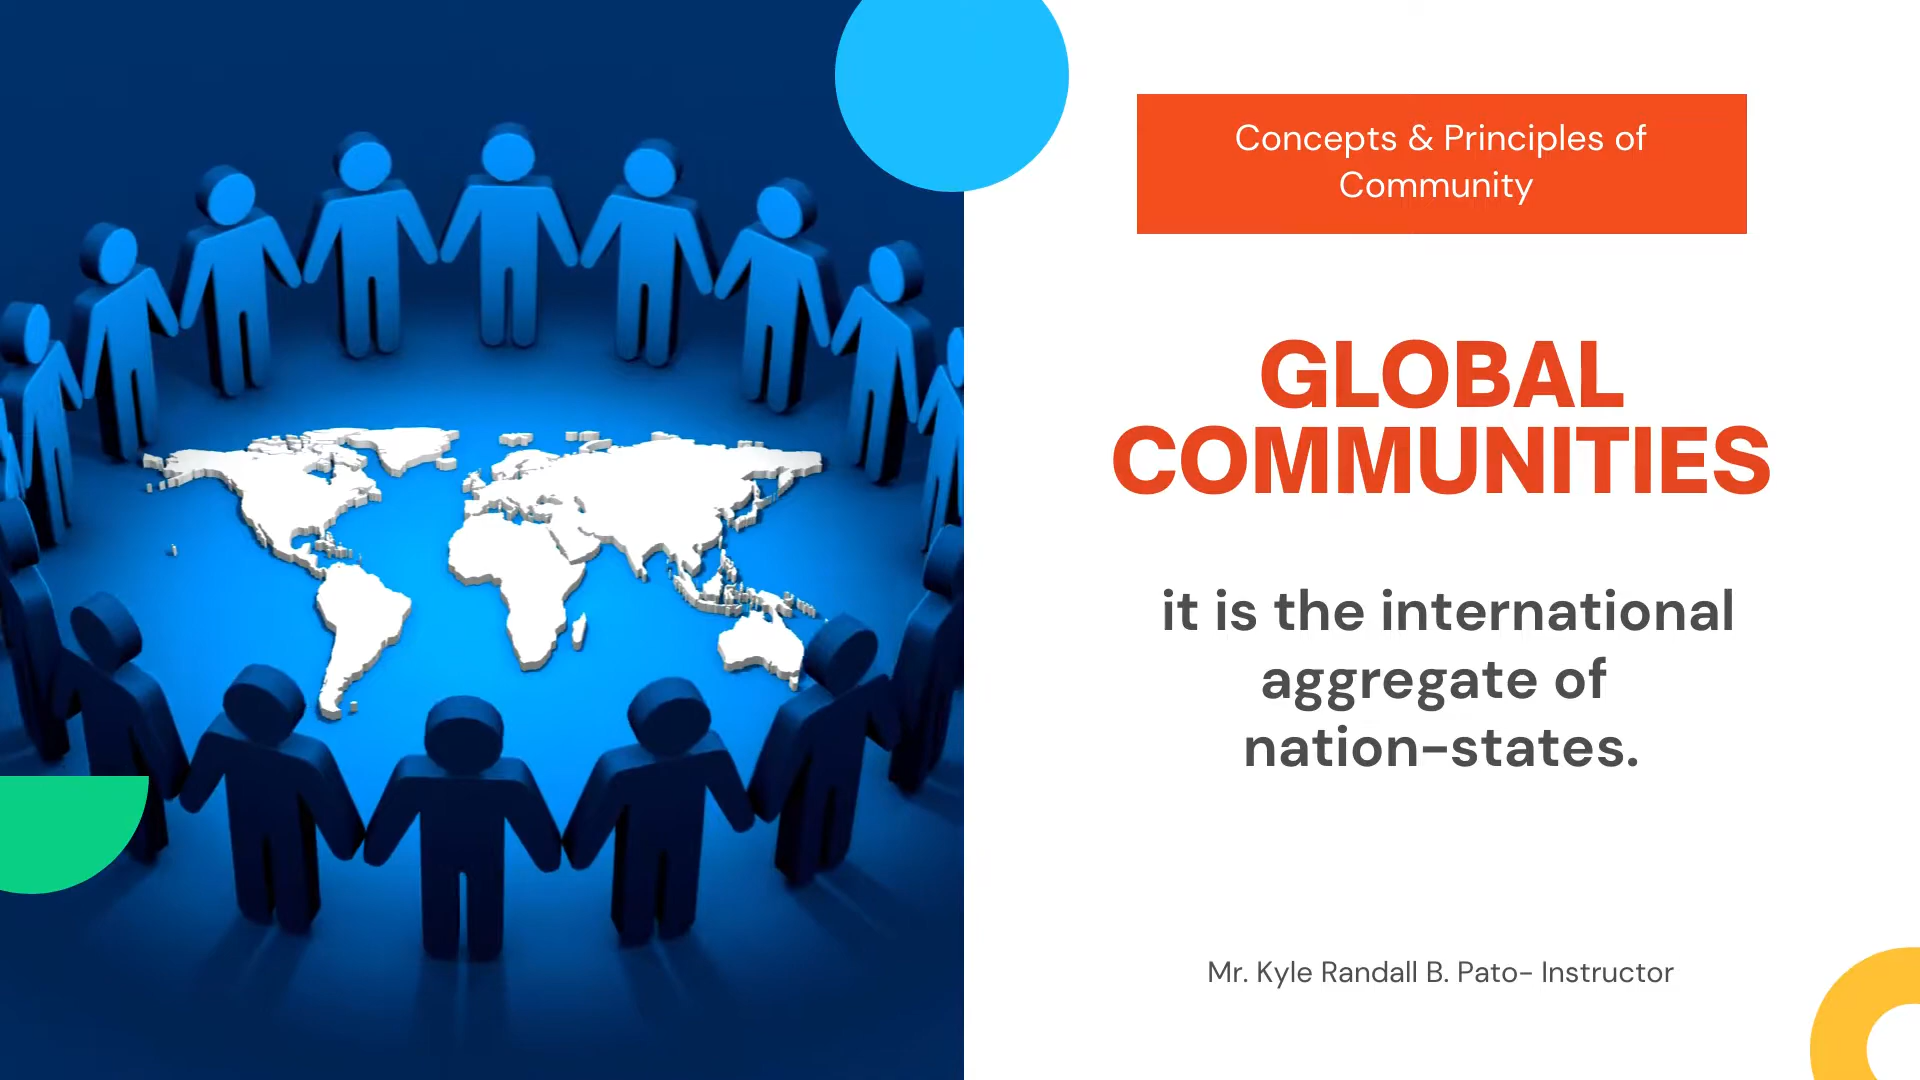 Concepts & Principles of
Community
GLOBAL
COMMUNITIES
it is the international
aggregate of
nation-states.
Mr. Kyle Randall B. Pato- Instructor